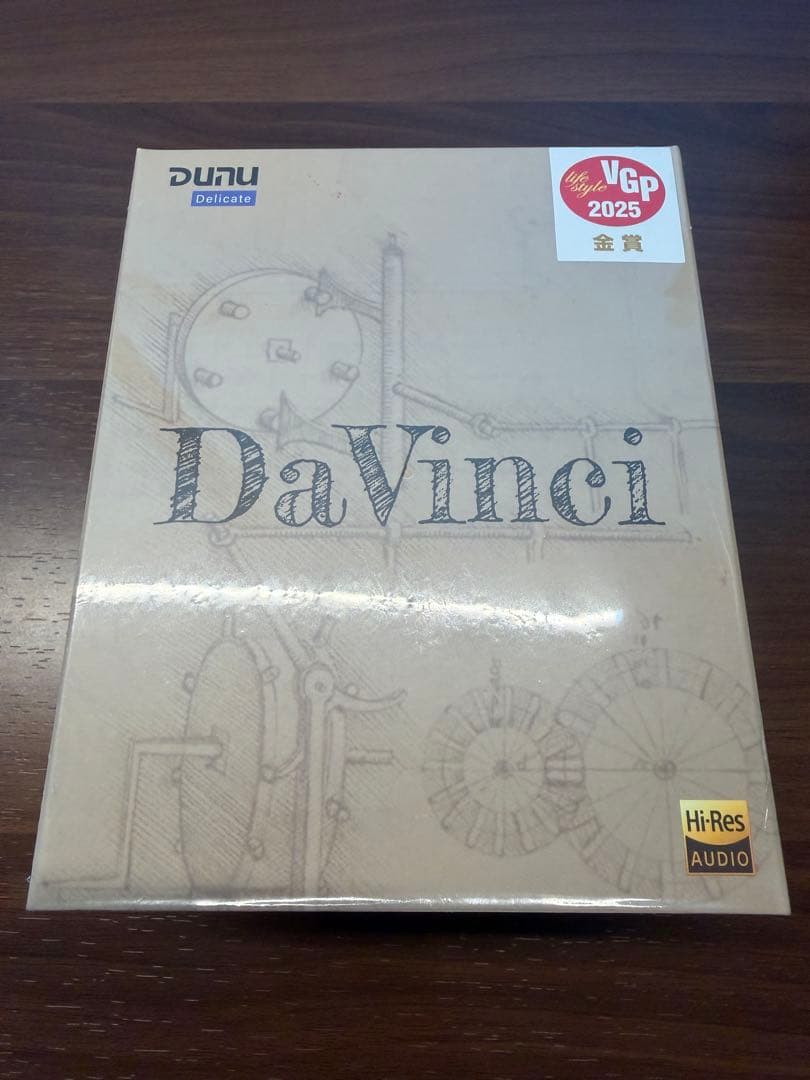 DUNU
Delicate
life style VGP
2025
金賞
DaVinci
Hi-Res
AUDIO